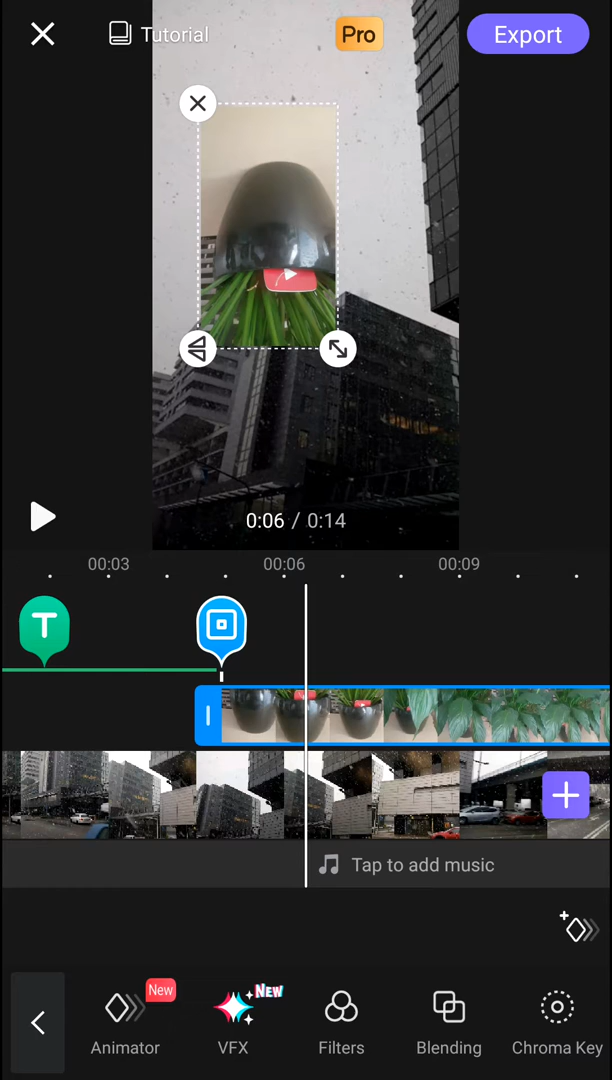 Tutorial
Pro
Export
0:06 / 0:14
00:03
00:06
00:09
T
Tap to add music
New
New
Animator
VFX
Filters
Blending
Chroma Key